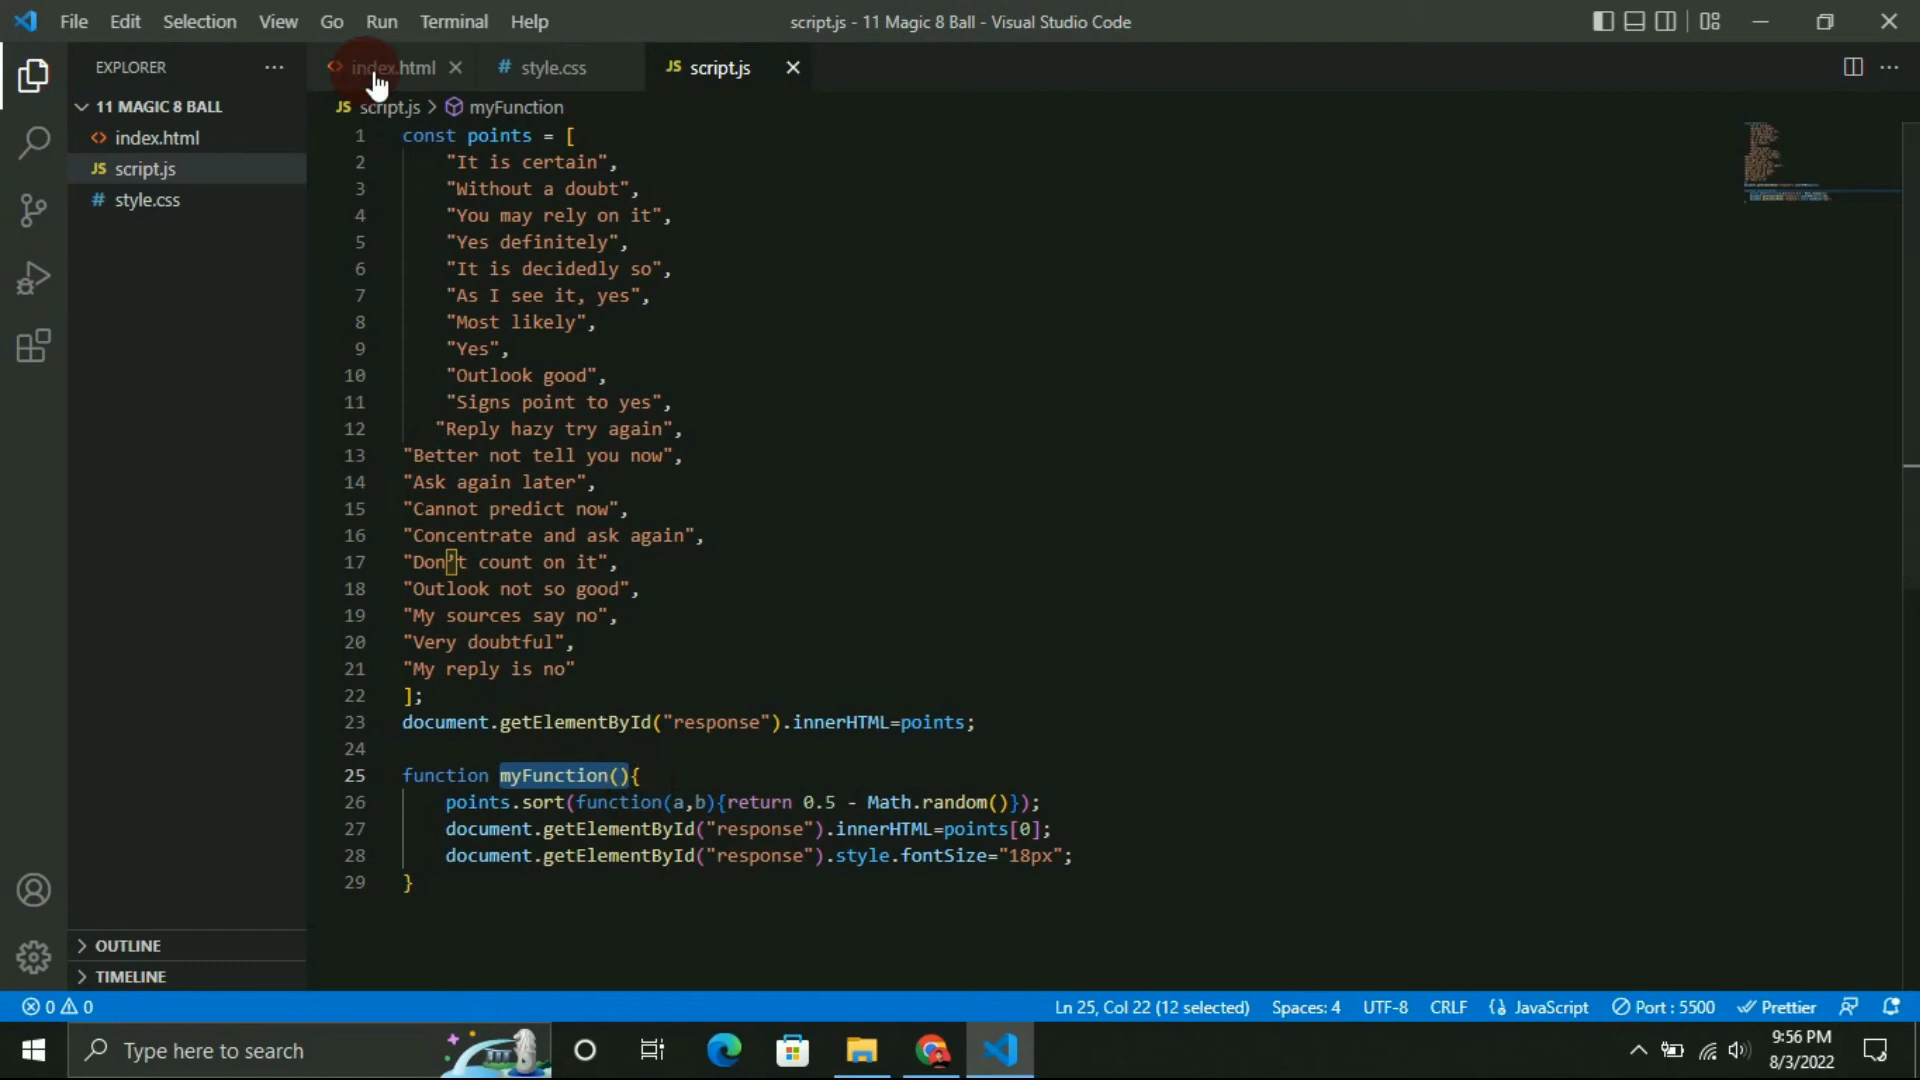 File Edit Selection View Go Run Terminal Help
script.js - 11 Magic 8 Ball - Visual Studio Code
EXPLORER
11 MAGIC 8 BALL
<> index.html
JS script.js
# style.css
OUTLINE
TIMELINE
<> index.html
# style.css
JS script.js
JS script.js > myFunction
1 const points = [
2 "It is certain",
3 "Without a doubt",
4 "You may rely on it",
5 "Yes definitely",
6 "It is decidedly so",
7 "As I see it, yes",
8 "Most likely",
9 "Yes",
10 "Outlook good",
11 "Signs point to yes",
12 "Reply hazy try again",
13 "Better not tell you now",
14 "Ask again later",
15 "Cannot predict now",
16 "Concentrate and ask again",
17 "Don’t count on it",
18 "Outlook not so good",
19 "My sources say no",
20 "Very doubtful",
21 "My reply is no"
22 ];
23 document.getElementById("response").innerHTML=points;
24
25 function myFunction(){
26 points.sort(function(a,b){return 0.5 - Math.random()});
27 document.getElementById("response").innerHTML=points[0];
28 document.getElementById("response").style.fontSize="18px";
29 }
0 0
Ln 25, Col 22 (12 selected) Spaces: 4 UTF-8 CRLF {} JavaScript Port : 5500 Prettier
Type here to search
9:56 PM
8/3/2022